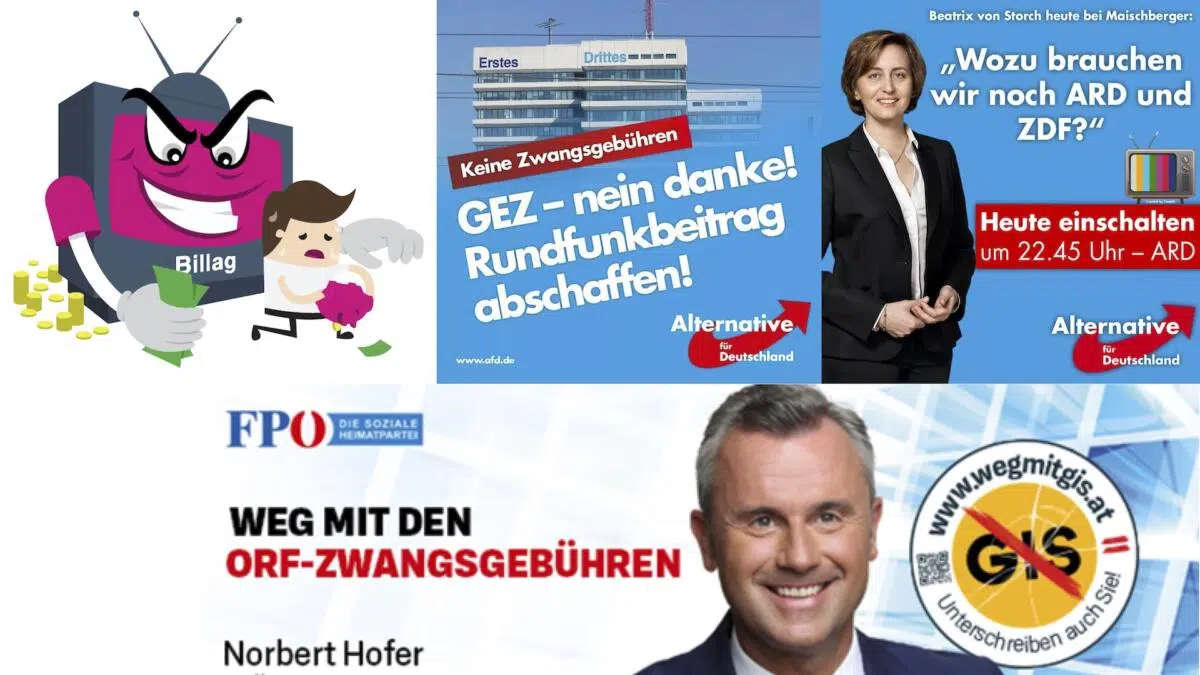 Billag
Erstes
Drittes
Keine Zwangsgebühren
GEZ – nein danke!
Rundfunkbeitrag
abschaffen!
www.afd.de
Alternative
für
Deutschland
Beatrix von Storch heute bei Maischberger:
„Wozu brauchen
wir noch ARD und
ZDF?“
Heute einschalten
um 22.45 Uhr – ARD
Alternative
für
Deutschland
FPÖ
DIE SOZIALE
HEIMATPARTEI
WEG MIT DEN
ORF-ZWANGSGEBÜHREN
Norbert Hofer
www.wegmitgis.at
GIS
Unterschreiben auch Sie!